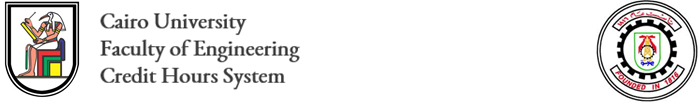 Cairo University
Faculty of Engineering
Credit Hours System
FOUNDED IN 1816